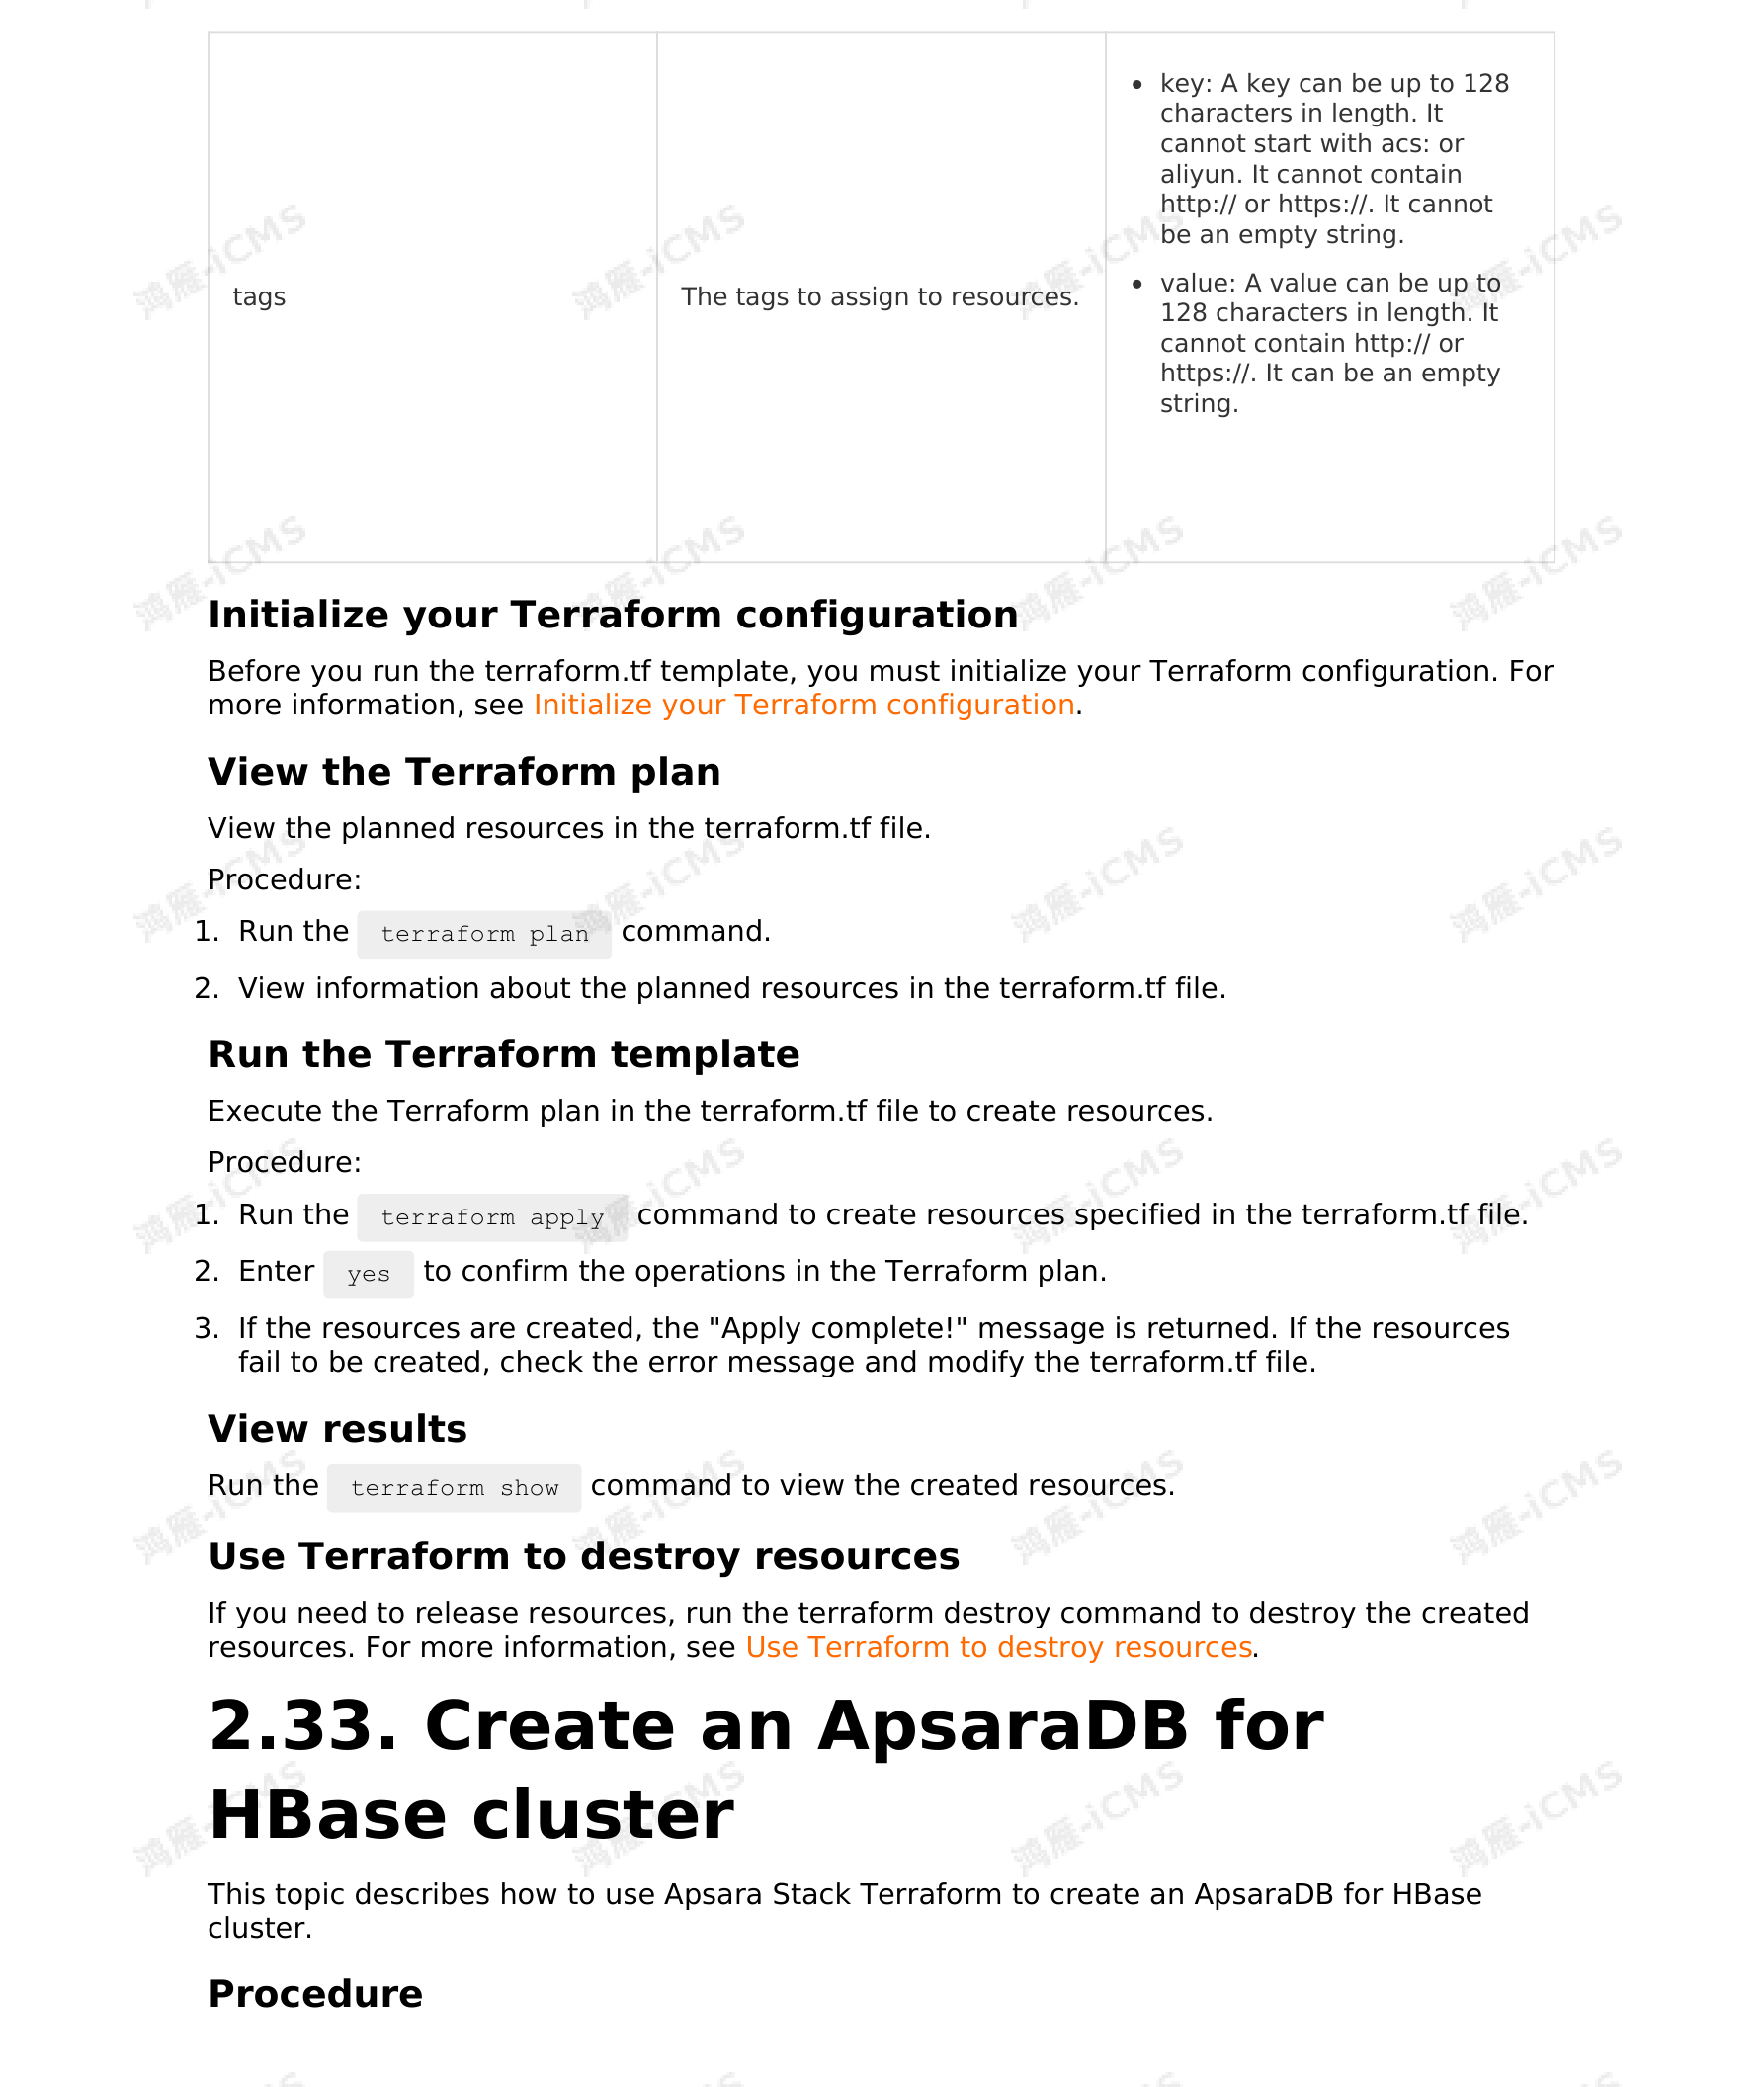 tags
The tags to assign to resources.
• key: A key can be up to 128
characters in length. It
cannot start with acs: or
aliyun. It cannot contain
http:// or https://. It cannot
be an empty string.
• value: A value can be up to
128 characters in length. It
cannot contain http:// or
https://. It can be an empty
string.
Initialize your Terraform configuration
Before you run the terraform.tf template, you must initialize your Terraform configuration. For
more information, see Initialize your Terraform configuration.
View the Terraform plan
View the planned resources in the terraform.tf file.
Procedure:
1. Run the terraform plan command.
2. View information about the planned resources in the terraform.tf file.
Run the Terraform template
Execute the Terraform plan in the terraform.tf file to create resources.
Procedure:
1. Run the terraform apply command to create resources specified in the terraform.tf file.
2. Enter yes to confirm the operations in the Terraform plan.
3. If the resources are created, the "Apply complete!" message is returned. If the resources
fail to be created, check the error message and modify the terraform.tf file.
View results
Run the terraform show command to view the created resources.
Use Terraform to destroy resources
If you need to release resources, run the terraform destroy command to destroy the created
resources. For more information, see Use Terraform to destroy resources.
2.33. Create an ApsaraDB for
HBase cluster
This topic describes how to use Apsara Stack Terraform to create an ApsaraDB for HBase
cluster.
Procedure
鸿雁-iCMS